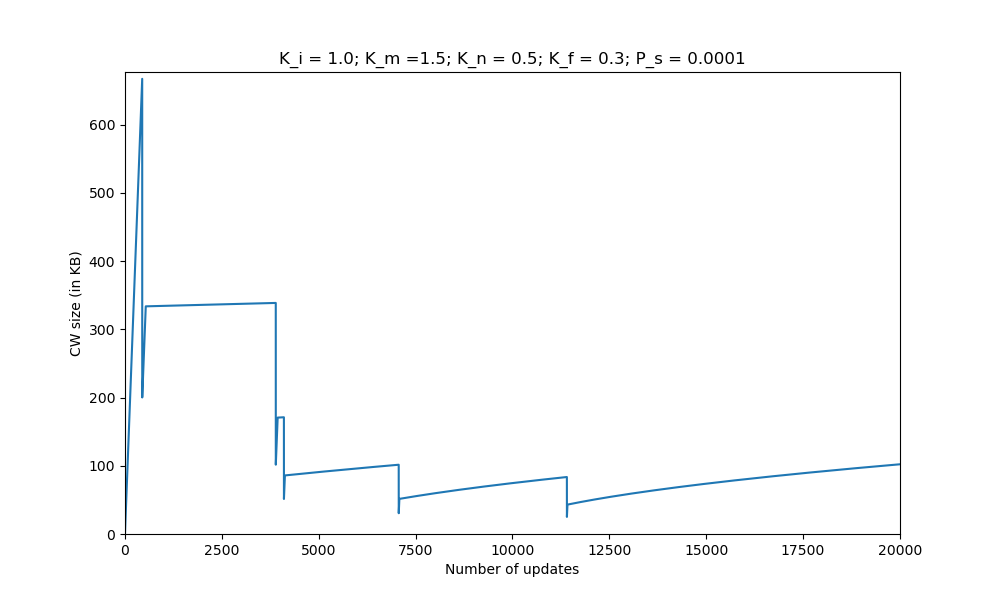 K_i = 1.0; K_m =1.5; K_n = 0.5; K_f = 0.3; P_s = 0.0001
CW size (in KB)
600
500
400
300
200
100
0
0 2500 5000 7500 10000 12500 15000 17500 20000
Number of updates